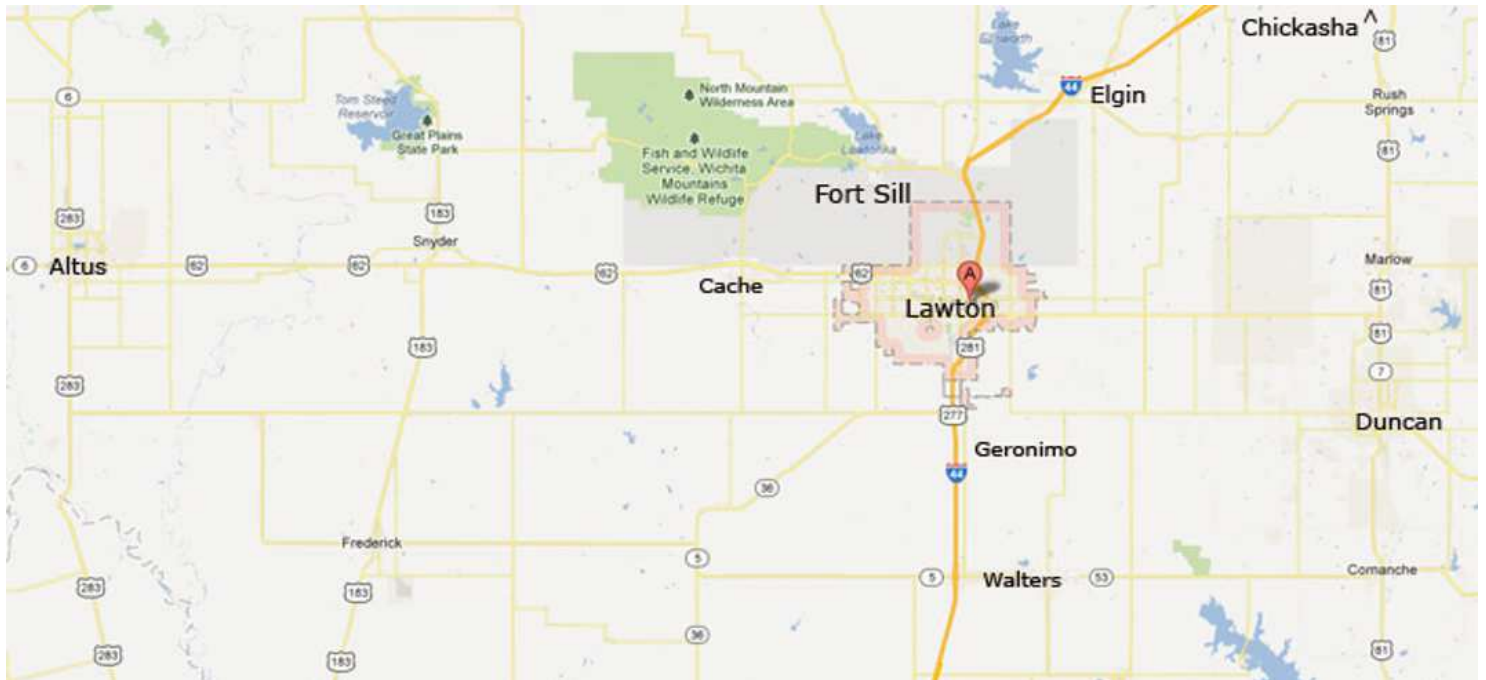 Chickasha
^
Lake
Ellsworth
81
44
Elgin
6
North Mountain
Wilderness Area
Tom Steed
Reservoir
Great Plains
State Park
Rush
Springs
Lake
Lawtonka
Fish and Wildlife
Service, Wichita
Mountains
Wildlife Refuge
81
Fort Sill
283
183
Snyder
6
Altus
62
62
62
Cache
62
A
Marlow
81
Lawton
81
183
281
7
283
277
Duncan
Geronimo
44
36
Frederick
5
5
Walters
53
Comanche
283
183
36
283
183
81